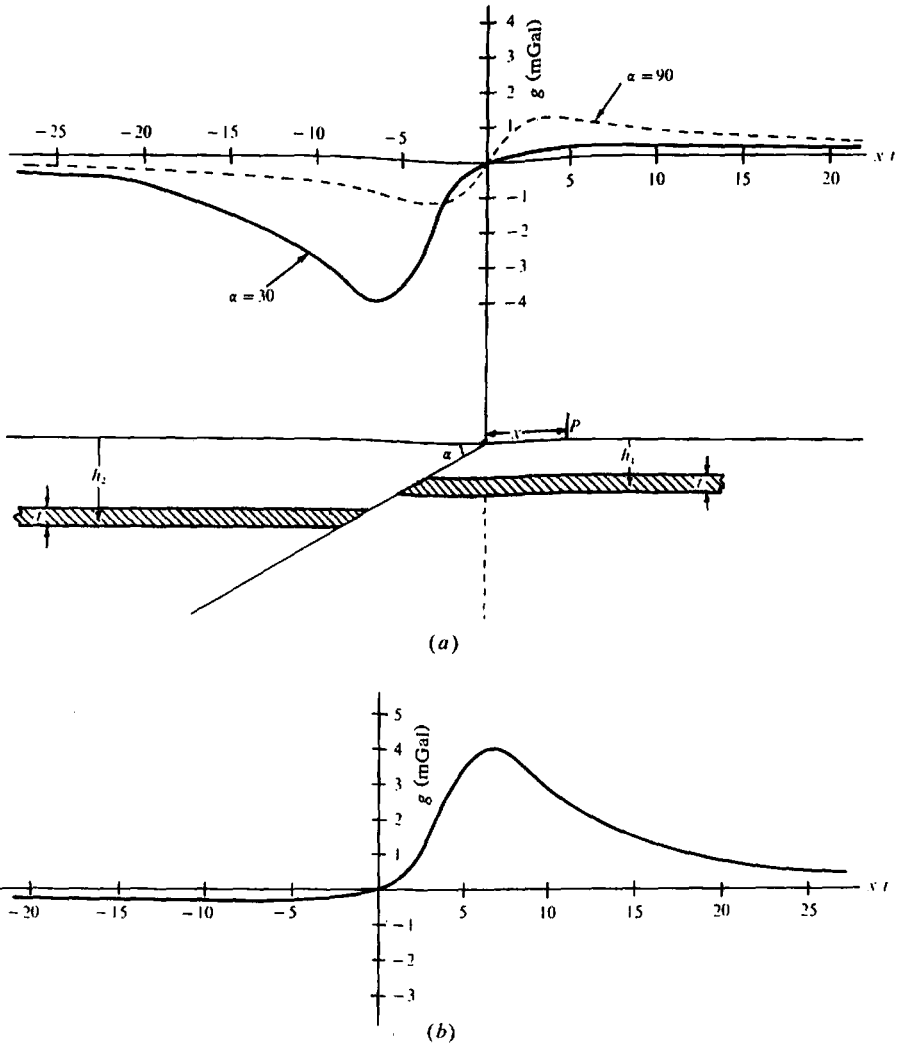 4
3
2
1
g (mGal)
α = 90
−25 −20 −15 −10 −5
5 10 15 20 x t
−1
−2
−3
−4
α = 30
α x P
h₂ h₁
t t
(a)
5
4
3
2
1
g (mGal)
−20 −15 −10 −5 5 10 15 20 25 x t
−1
−2
−3
(b)